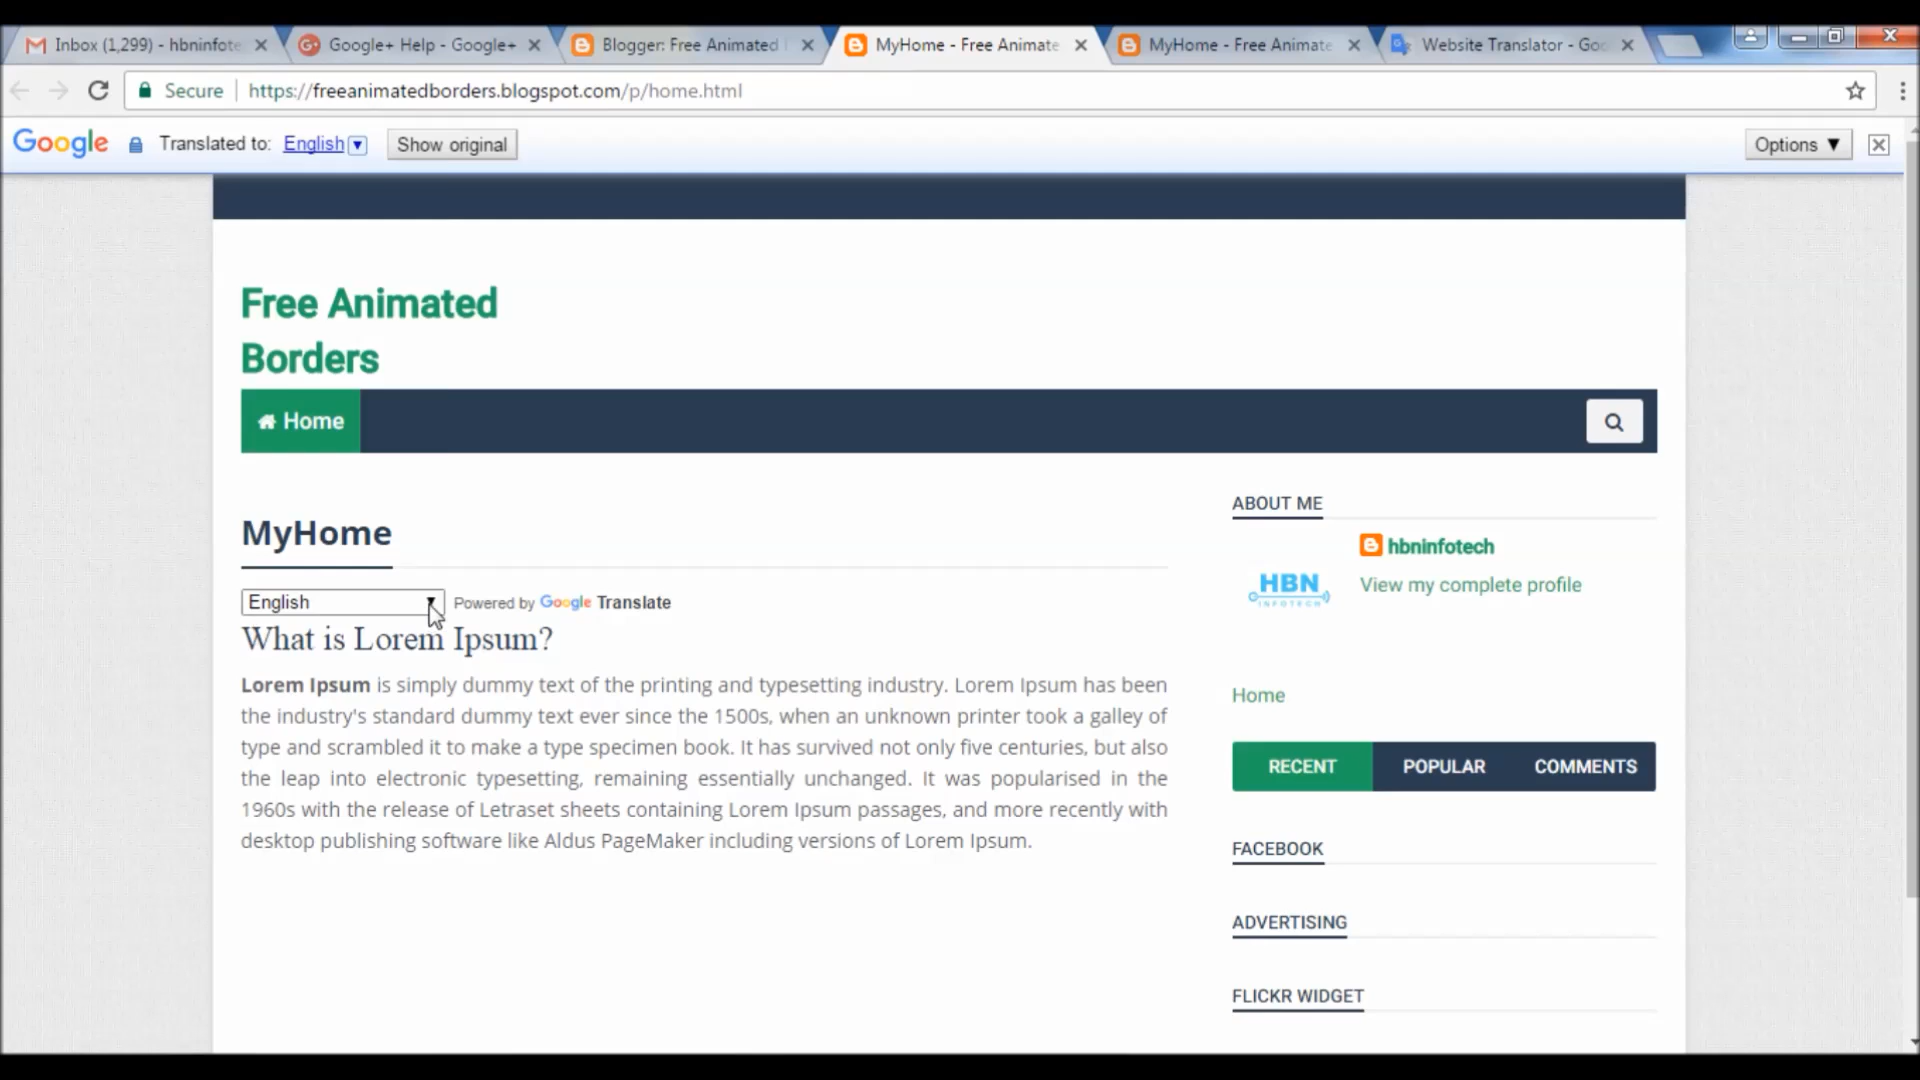 Inbox (1,299) - hbninfote
Google+ Help - Google+
Blogger: Free Animated
MyHome - Free Animate
MyHome - Free Animate
Website Translator - Goo
Secure
https://freeanimatedborders.blogspot.com/p/home.html
Google Translated to: English Show original
Options
Free Animated
Borders
Home
MyHome
English
Powered by Google Translate
What is Lorem Ipsum?
Lorem Ipsum is simply dummy text of the printing and typesetting industry. Lorem Ipsum has been
the industry's standard dummy text ever since the 1500s, when an unknown printer took a galley of
type and scrambled it to make a type specimen book. It has survived not only five centuries, but also
the leap into electronic typesetting, remaining essentially unchanged. It was popularised in the
1960s with the release of Letraset sheets containing Lorem Ipsum passages, and more recently with
desktop publishing software like Aldus PageMaker including versions of Lorem Ipsum.
ABOUT ME
HBN
INFOTECH
hbninfotech
View my complete profile
Home
RECENT
POPULAR
COMMENTS
FACEBOOK
ADVERTISING
FLICKR WIDGET